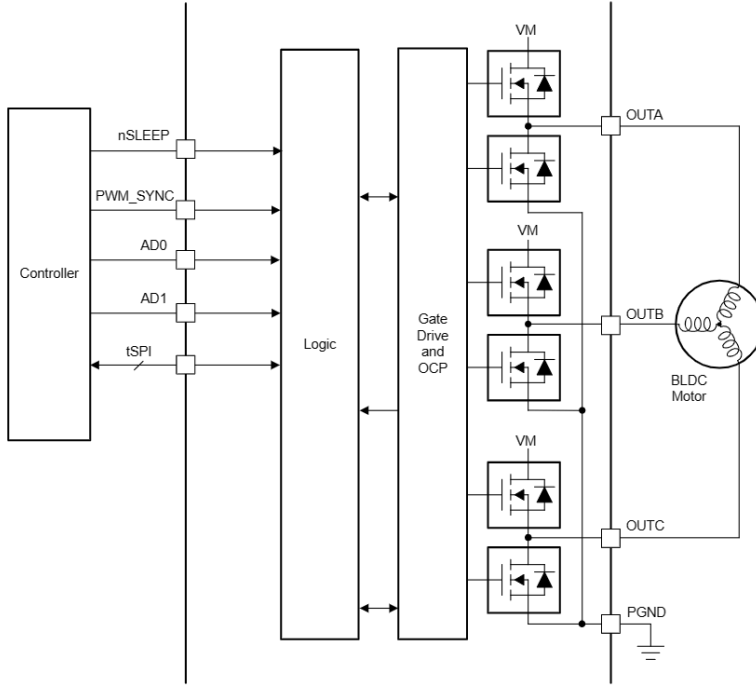 VM
OUTA
nSLEEP
PWM_SYNC
AD0
VM
Controller
AD1
OUTB
Logic
Gate
Drive
and
OCP
tSPI
BLDC
Motor
VM
OUTC
PGND